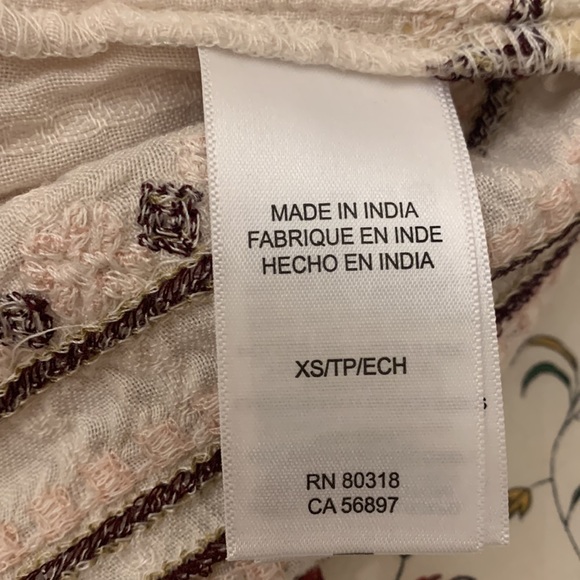 MADE IN INDIA
FABRIQUE EN INDE
HECHO EN INDIA
XS/TP/ECH
RN 80318
CA 56897